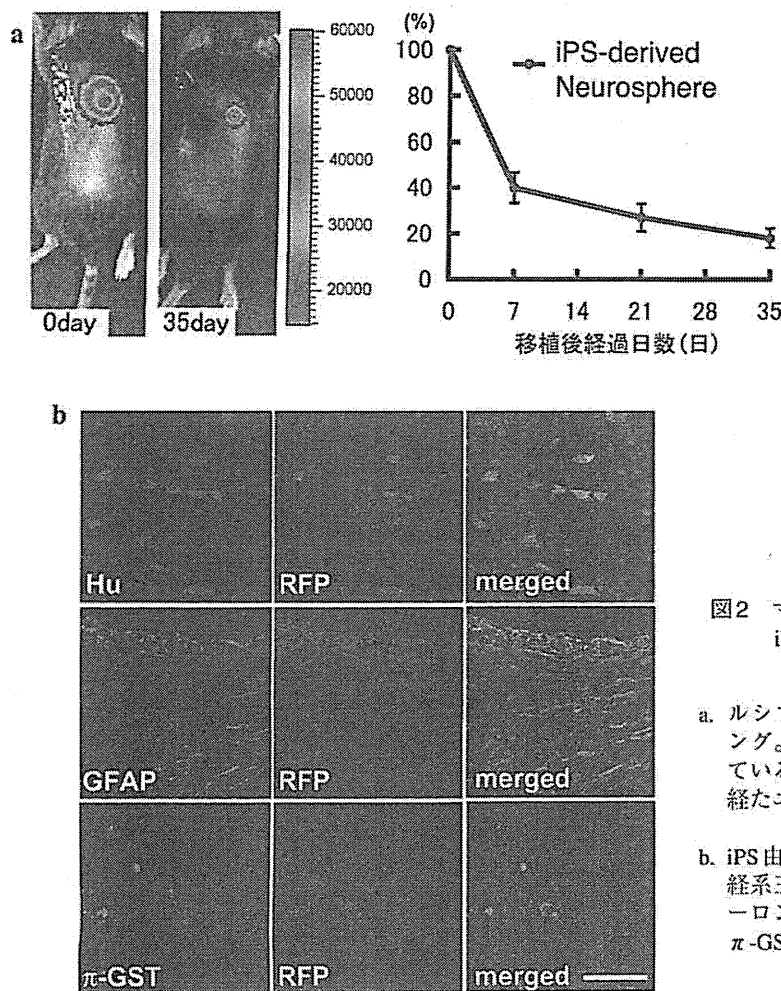 a
0day
35day
60000
50000
40000
30000
20000
(%)
100
80
60
40
20
0
iPS-derived
Neurosphere
0 7 14 21 28 35
移植後経過日数(日)
b
Hu RFP merged
GFAP RFP merged
π-GST RFP merged
図2
i
a. ルシ
ング。
ている
経た
b. iPS由
経系
ーロン
π-GS